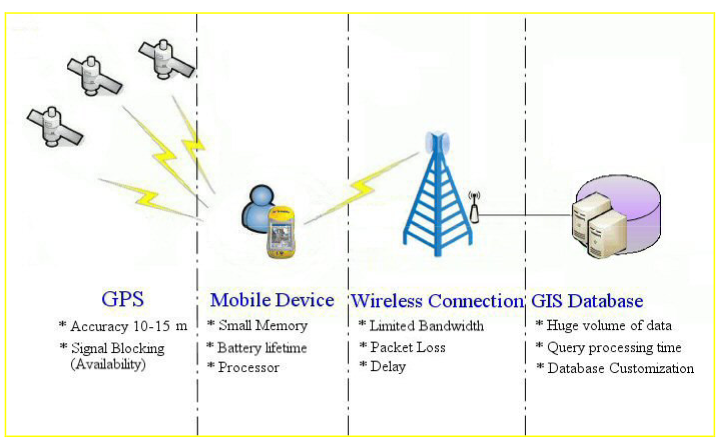 GPS
* Accuracy 10-15 m
* Signal Blocking
(Availability)
Mobile Device
* Small Memory
* Battery lifetime
* Processor
Wireless Connection
* Limited Bandwidth
* Packet Loss
* Delay
GIS Database
* Huge volume of data
* Query processing time
* Database Customization